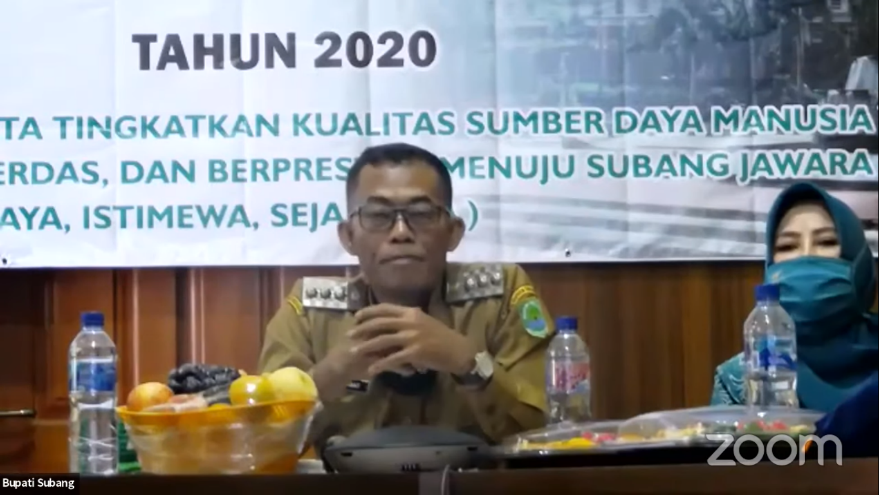 TAHUN 2020
TA TINGKATKAN KUALITAS SUMBER DAYA MANUSIA
ERDAS, DAN BERPRES MENUJU SUBANG JAWARA
AYA, ISTIMEWA, SEJA )
zoom
Bupati Subang